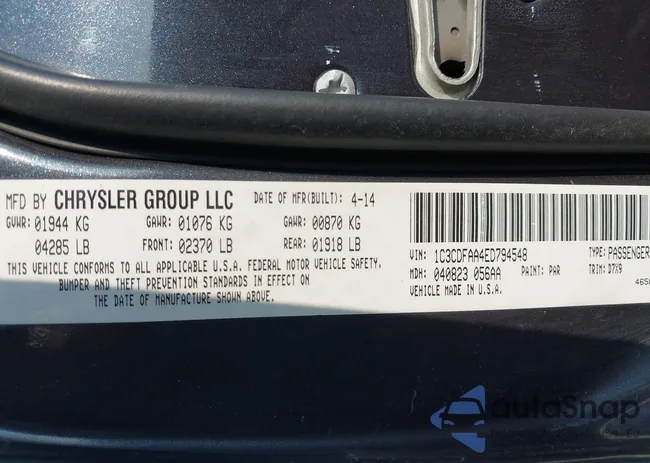 MFD BY CHRYSLER GROUP LLC DATE OF MFR(BUILT): 4-14
GVWR: 01944 KG GAWR: 01076 KG GAWR: 00870 KG
04285 LB FRONT: 02370 LB REAR: 01918 LB
THIS VEHICLE CONFORMS TO ALL APPLICABLE U.S.A. FEDERAL MOTOR VEHICLE SAFETY,
BUMPER AND THEFT PREVENTION STANDARDS IN EFFECT ON
THE DATE OF MANUFACTURE SHOWN ABOVE.
VIN: 1C3CDFAA4ED794548 TYPE: PASSENGER
MDH: 040823 056AA PAINT: PAR TRIM: D7X9
VEHICLE MADE IN U.S.A.
autoSnap